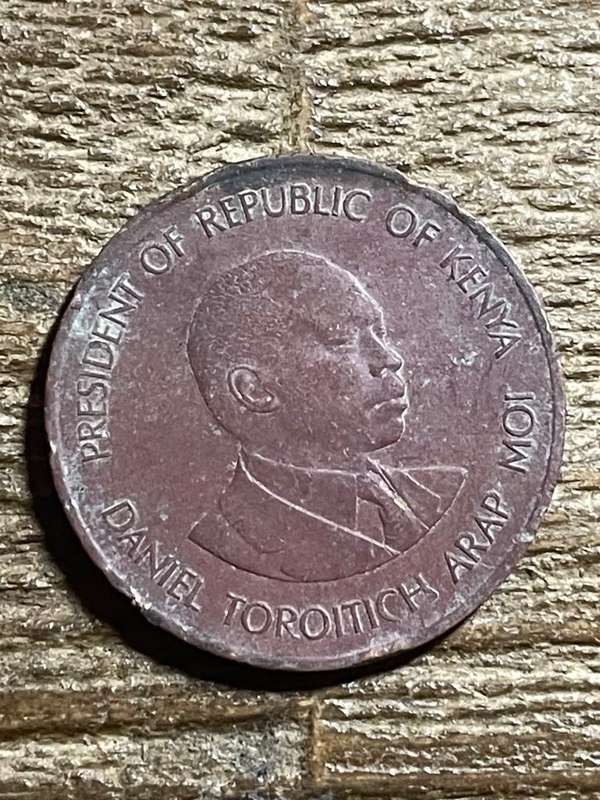 PRESIDENT OF REPUBLIC OF KENYA
DANIEL TOROITICH ARAP MOI